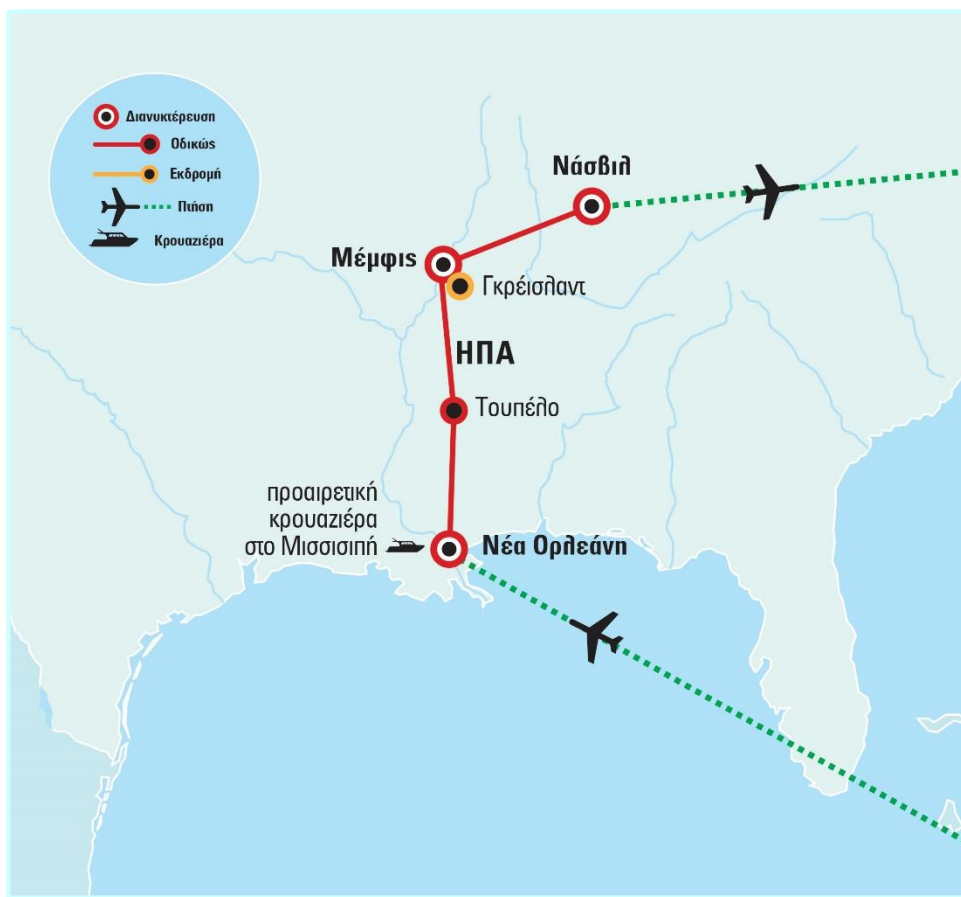 Διανυκτέρευση
Οδικώς
Εκδρομή
Πτήση
Κρουαζιέρα
Νάσβιλ
Μέμφις
Γκρέισλαντ
ΗΠΑ
Τουπέλο
προαιρετική
κρουαζιέρα
στο Μισσισιπή
Νέα Ορλεάνη